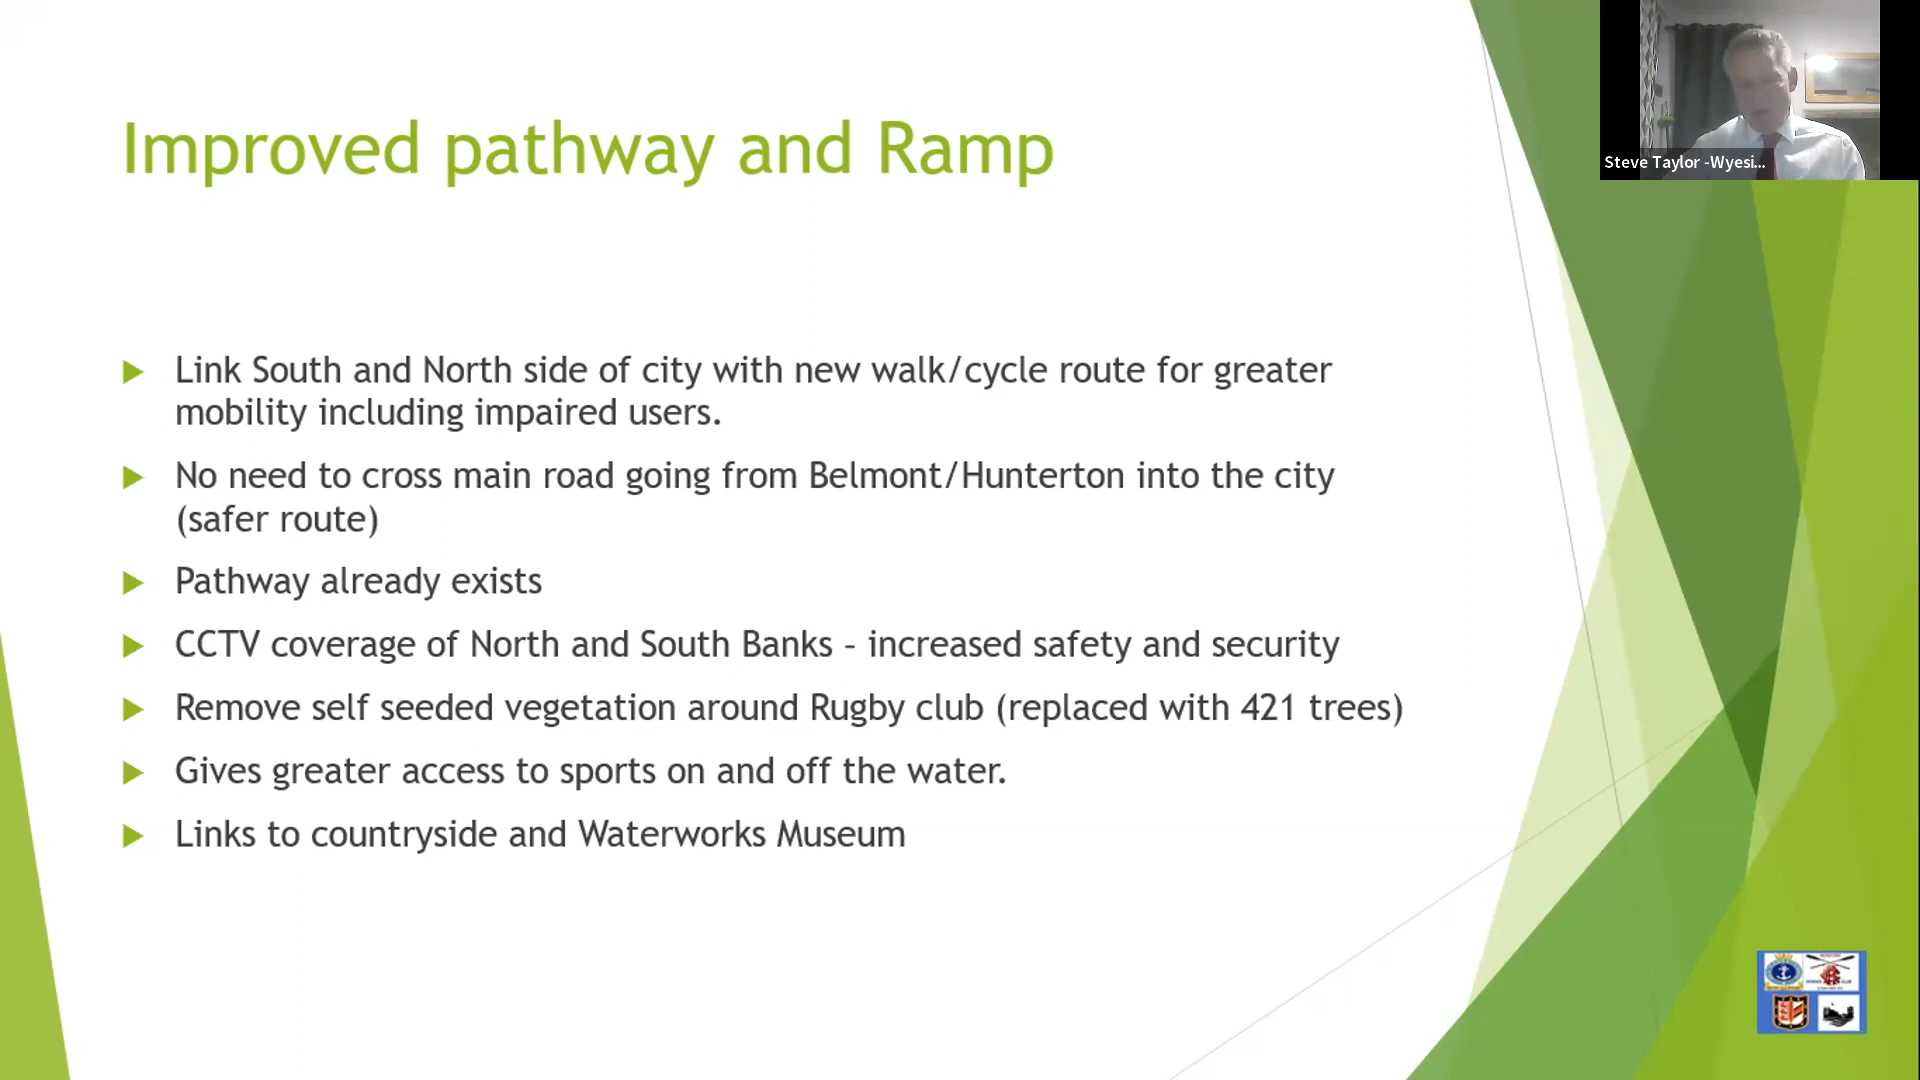 Steve Taylor -Wyesi...
Improved pathway and Ramp
Link South and North side of city with new walk/cycle route for greater
mobility including impaired users.
No need to cross main road going from Belmont/Hunterton into the city
(safer route)
Pathway already exists
CCTV coverage of North and South Banks – increased safety and security
Remove self seeded vegetation around Rugby club (replaced with 421 trees)
Gives greater access to sports on and off the water.
Links to countryside and Waterworks Museum